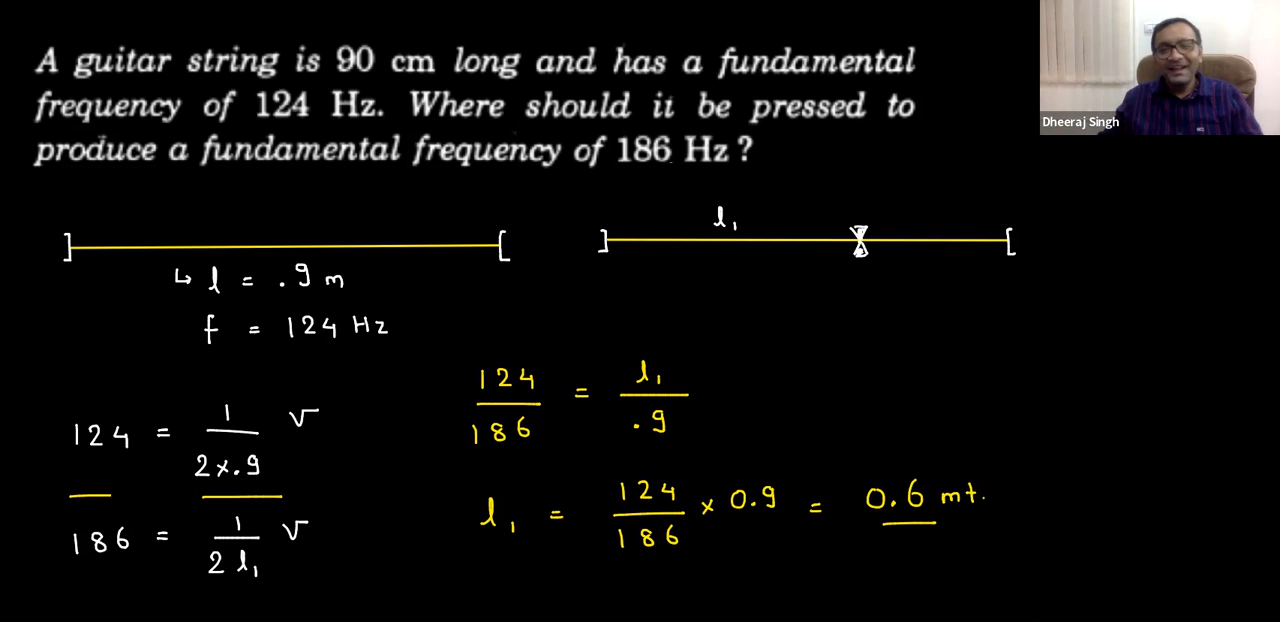 A guitar string is 90 cm long and has a fundamental
frequency of 124 Hz. Where should it be pressed to
produce a fundamental frequency of 186 Hz ?
Dheeraj Singh
l₁
↳ l = .9 m
f = 124 Hz
124 = 1 / 2×.9 v
186 = 1 / 2 l₁ v
124 / 186 = l₁ / .9
l₁ = 124 / 186 × 0.9 = 0.6 mt.